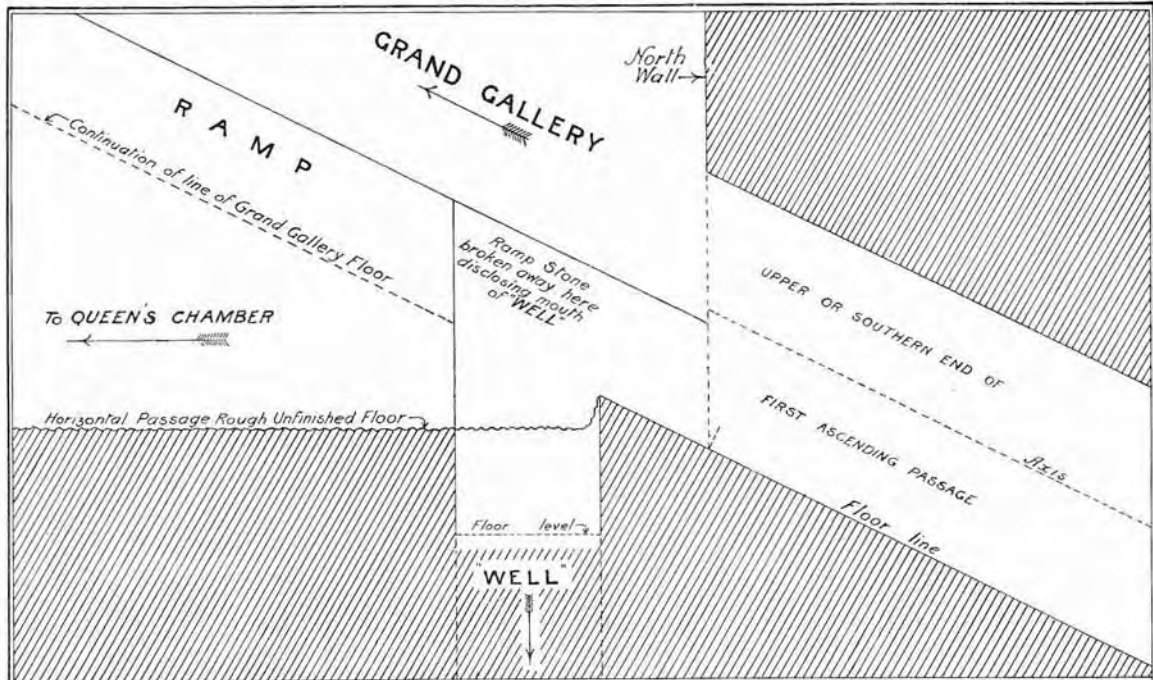 GRAND GALLERY
North
Wall
RAMP
Continuation of line of Grand Gallery Floor
Ramp Stone
broken away here
disclosing mouth
of "WELL"
UPPER OR SOUTHERN END OF
To QUEEN'S CHAMBER
FIRST ASCENDING PASSAGE
Horizontal Passage Rough Unfinished Floor
Axis
Floor line
Floor level
"WELL"